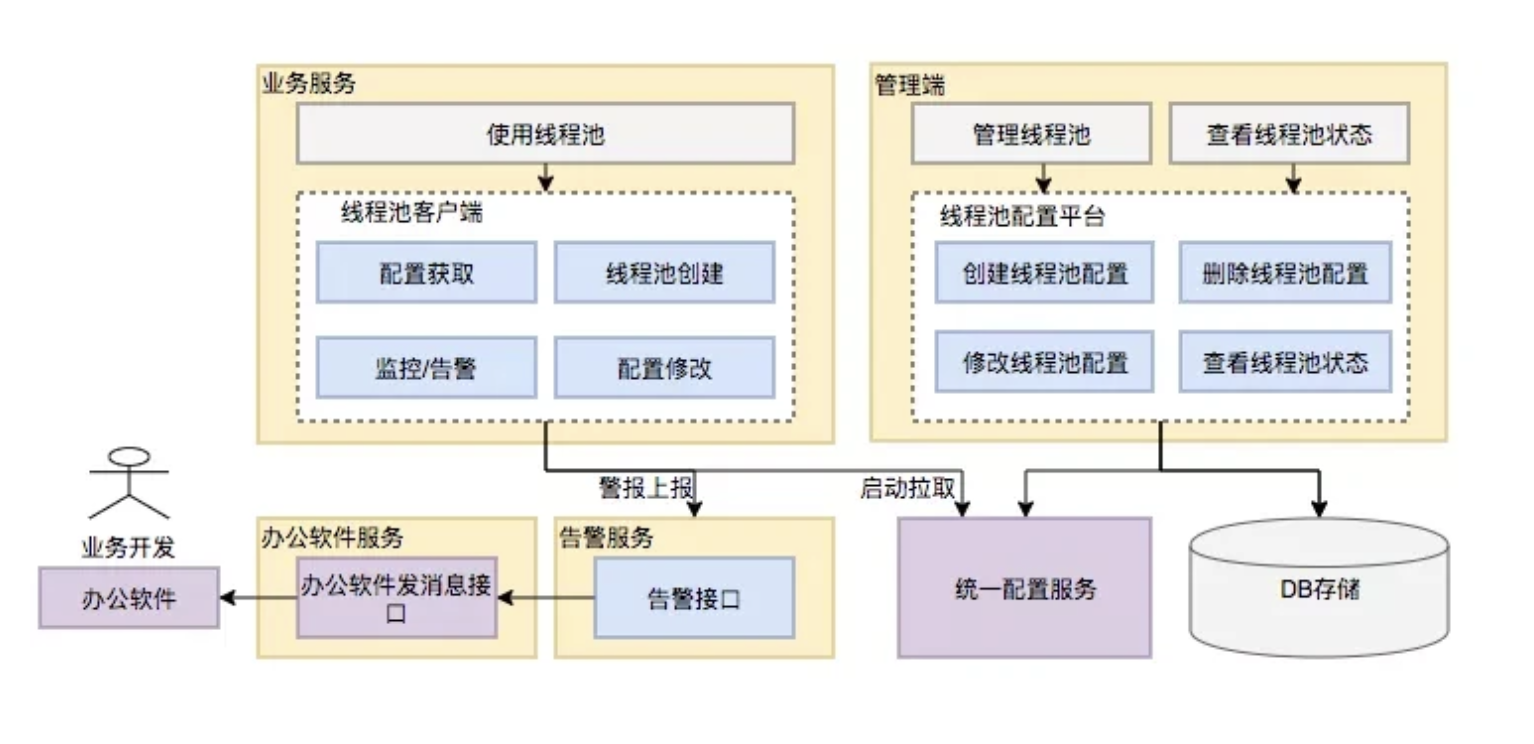 业务服务
使用线程池
线程池客户端
配置获取
线程池创建
监控/告警
配置修改
管理端
管理线程池
查看线程池状态
线程池配置平台
创建线程池配置
删除线程池配置
修改线程池配置
查看线程池状态
警报上报
启动拉取
业务开发
办公软件
办公软件服务
办公软件发消息接
口
告警服务
告警接口
统一配置服务
DB存储